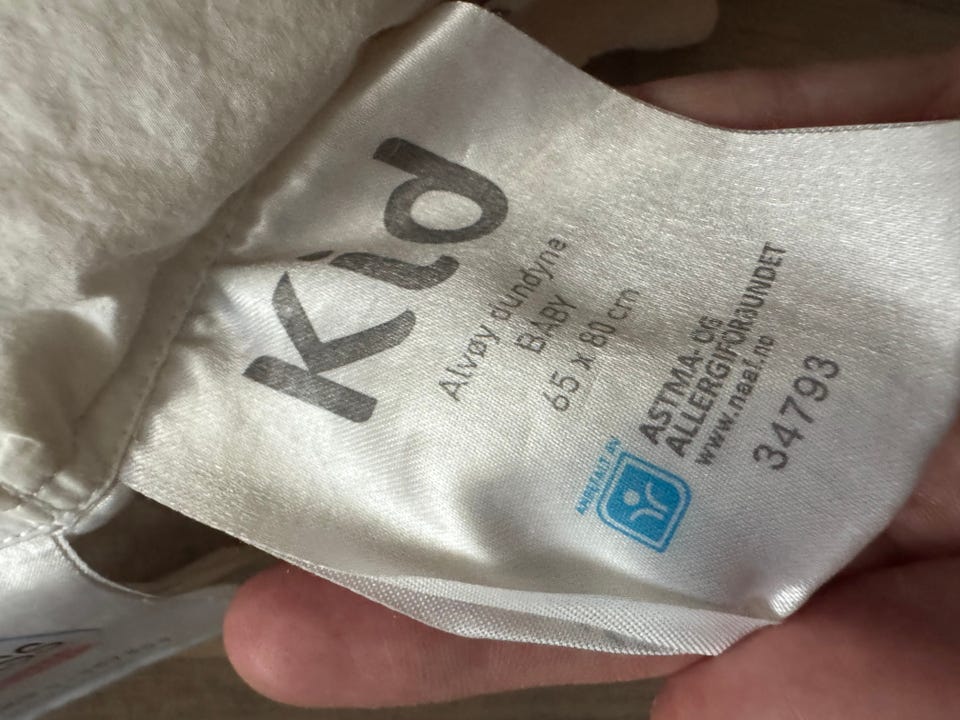 Kid
Alvøy dundyne
BABY
65 x 80 cm
ANBEFALT AV
ASTMA- OG
ALLERGIFORBUNDET
www.naaf.no
34793